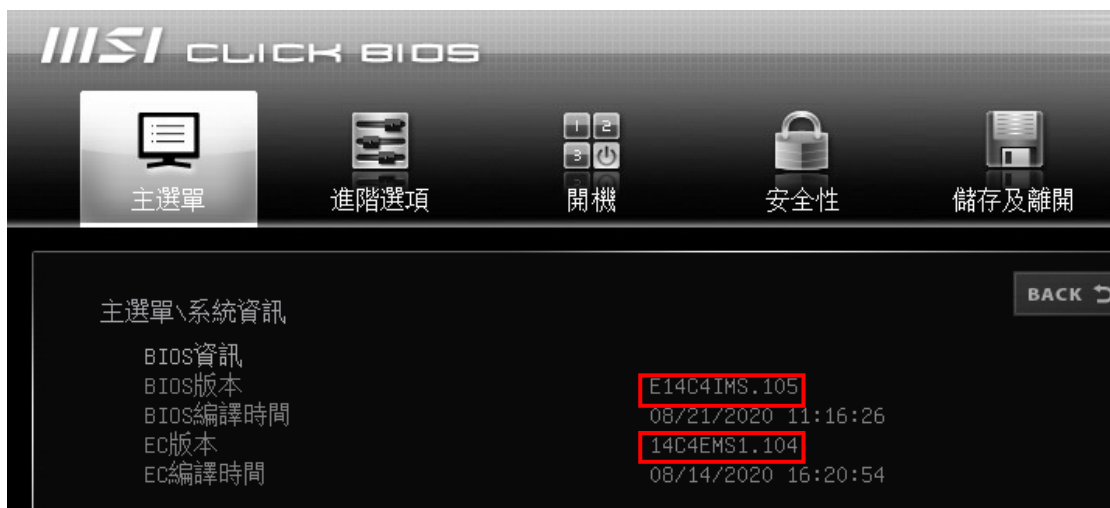 msi CLICK BIOS
主選單
進階選項
1 2 3
開機
安全性
儲存及離開
BACK
主選單\系統資訊
BIOS資訊
BIOS版本 E14C4IMS.105
BIOS編譯時間 08/21/2020 11:16:26
EC版本 14C4EMS1.104
EC編譯時間 08/14/2020 16:20:54